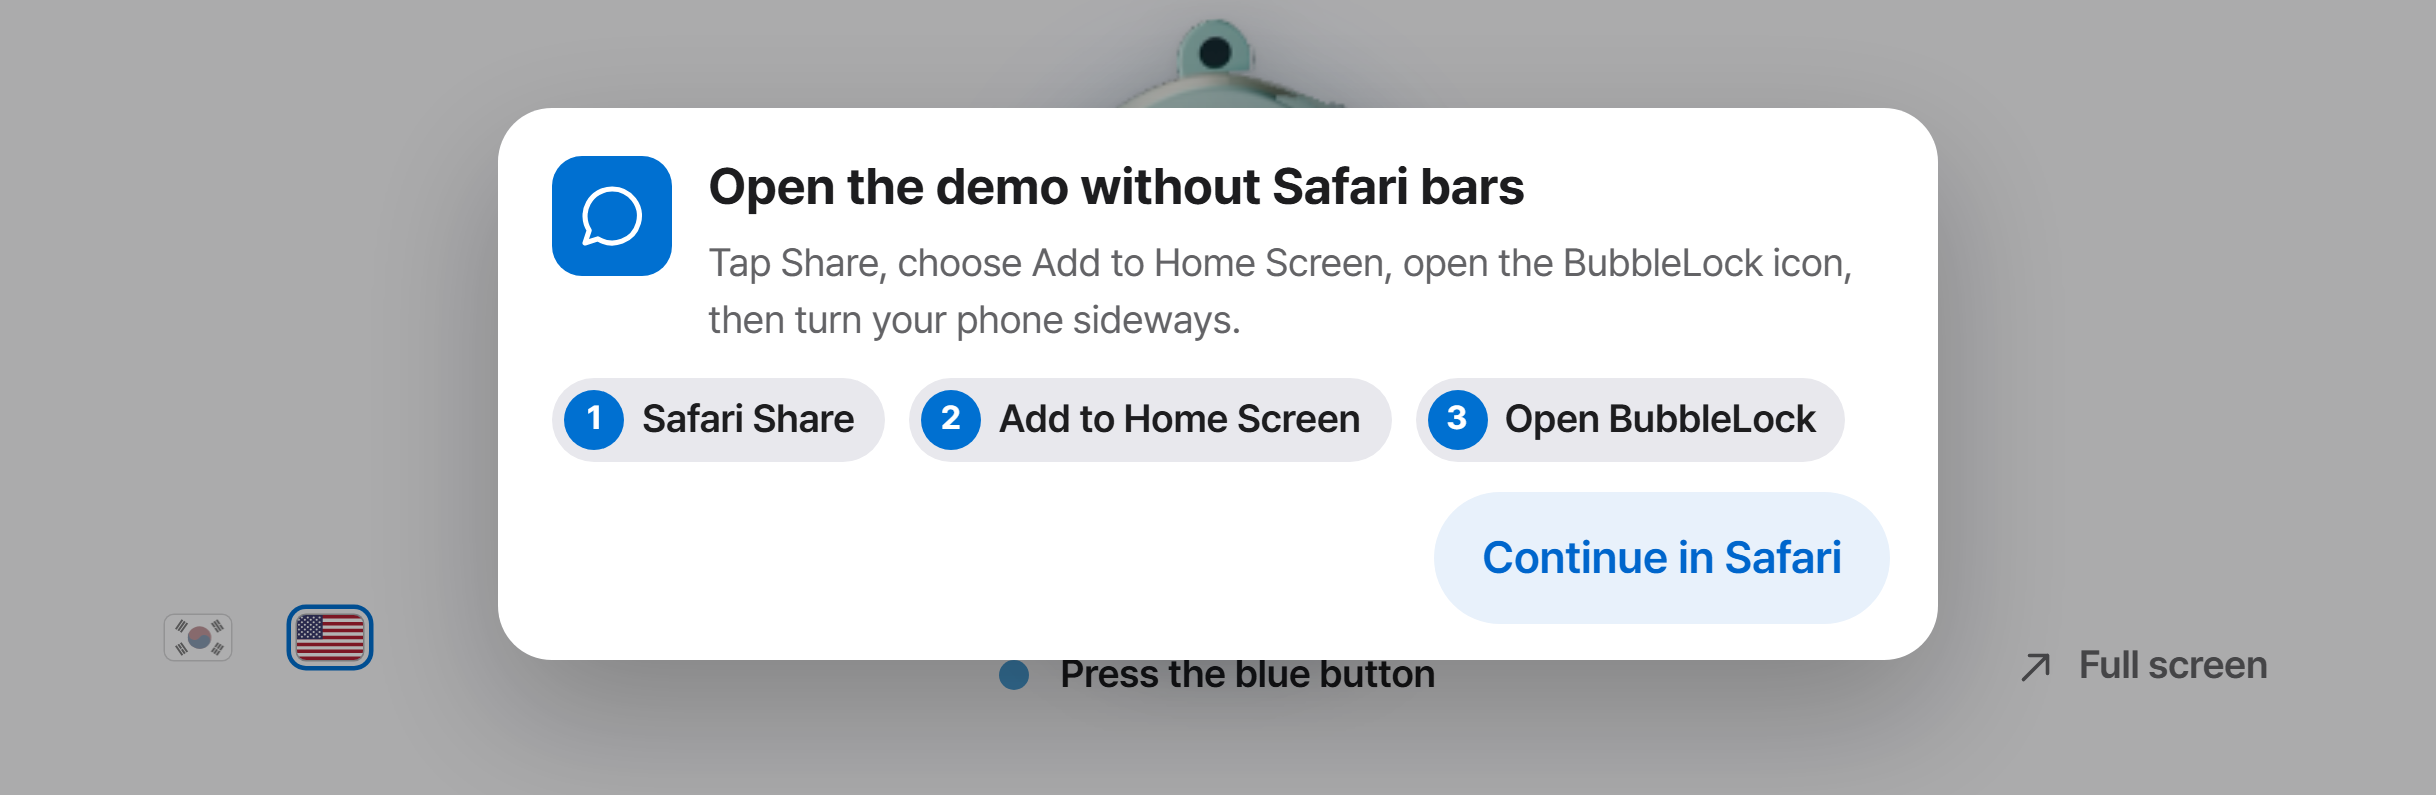 Open the demo without Safari bars
Tap Share, choose Add to Home Screen, open the BubbleLock icon,
then turn your phone sideways.
1 Safari Share
2 Add to Home Screen
3 Open BubbleLock
Continue in Safari
Press the blue button
Full screen